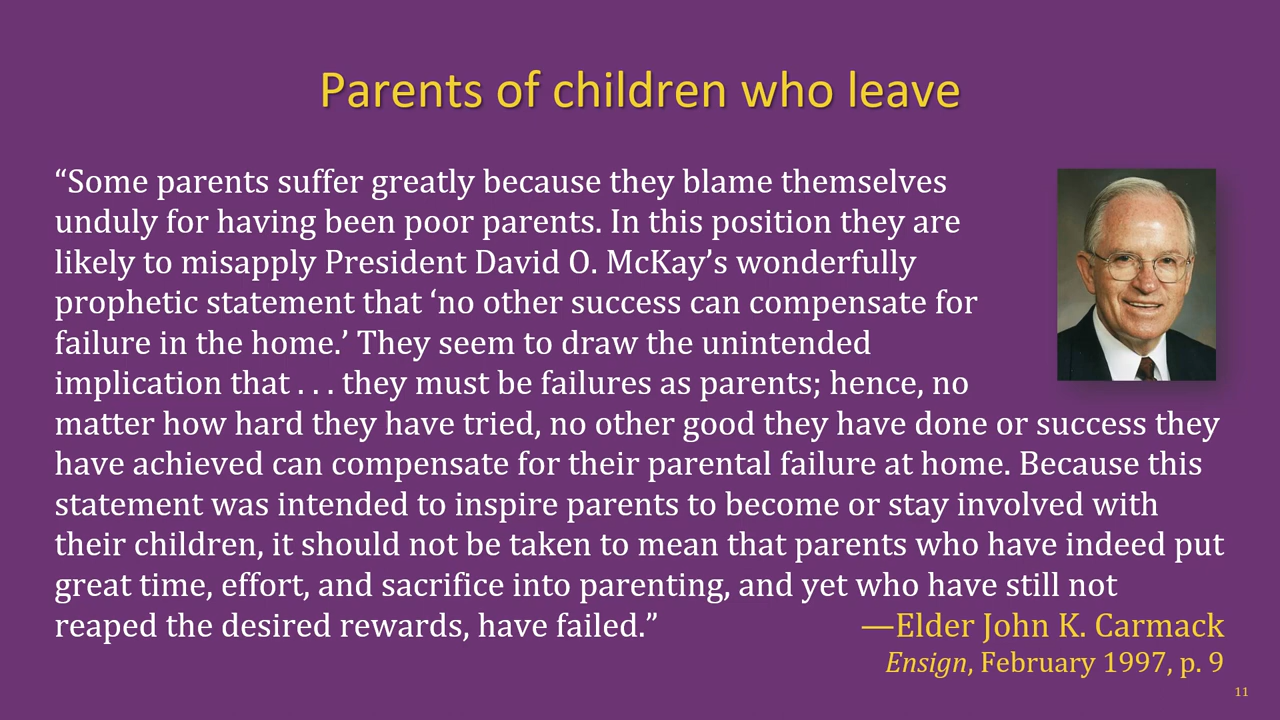 Parents of children who leave
“Some parents suffer greatly because they blame themselves
unduly for having been poor parents. In this position they are
likely to misapply President David O. McKay’s wonderfully
prophetic statement that ‘no other success can compensate for
failure in the home.’ They seem to draw the unintended
implication that . . . they must be failures as parents; hence, no
matter how hard they have tried, no other good they have done or success they
have achieved can compensate for their parental failure at home. Because this
statement was intended to inspire parents to become or stay involved with
their children, it should not be taken to mean that parents who have indeed put
great time, effort, and sacrifice into parenting, and yet who have still not
reaped the desired rewards, have failed.” —Elder John K. Carmack
Ensign, February 1997, p. 9
11